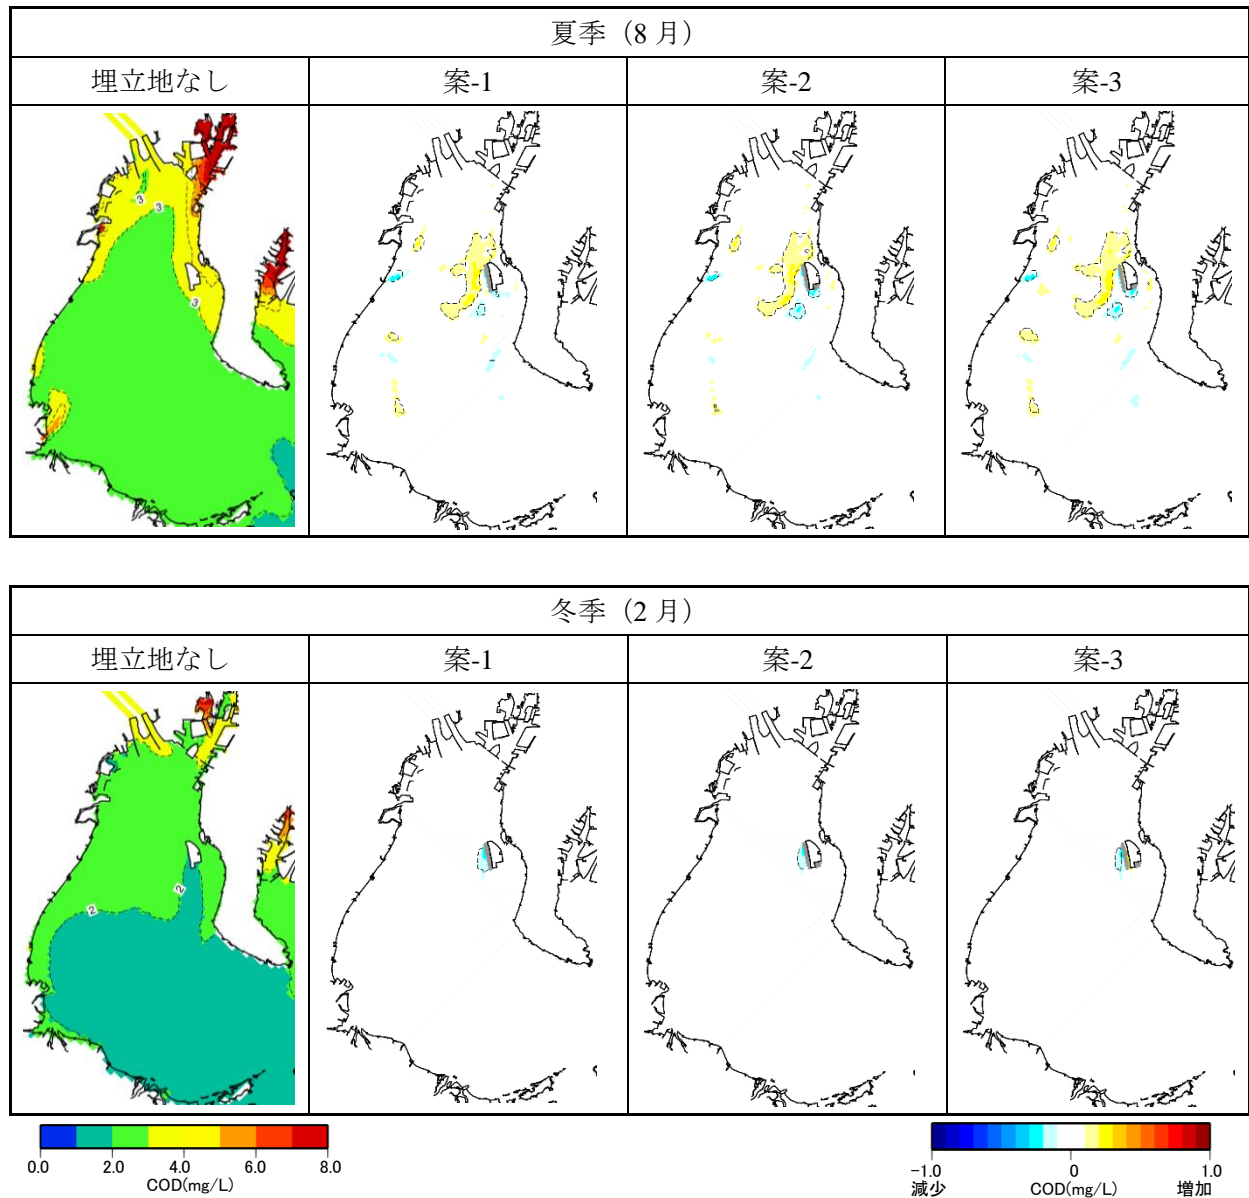 夏季（8 月）
埋立地なし 案-1 案-2 案-3
3 3
3
冬季（2 月）
埋立地なし 案-1 案-2 案-3
2
2
0.0 2.0 4.0 6.0 8.0
COD(mg/L)
-1.0 0 1.0
減少 COD(mg/L) 増加